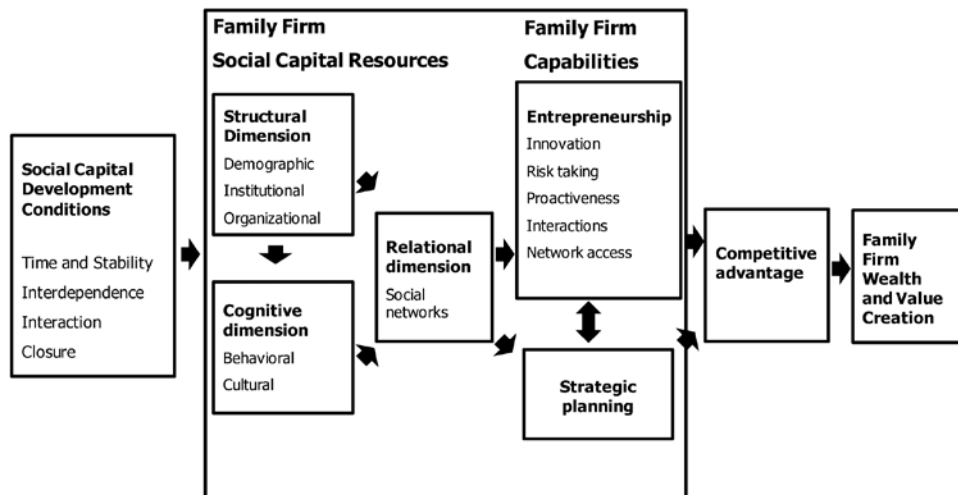 Social Capital
Development
Conditions
Time and Stability
Interdependence
Interaction
Closure
Family Firm
Social Capital Resources
Structural
Dimension
Demographic
Institutional
Organizational
Cognitive
dimension
Behavioral
Cultural
Relational
dimension
Social
networks
Family Firm
Capabilities
Entrepreneurship
Innovation
Risk taking
Proactiveness
Interactions
Network access
Strategic
planning
Competitive
advantage
Family
Firm
Wealth
and Value
Creation